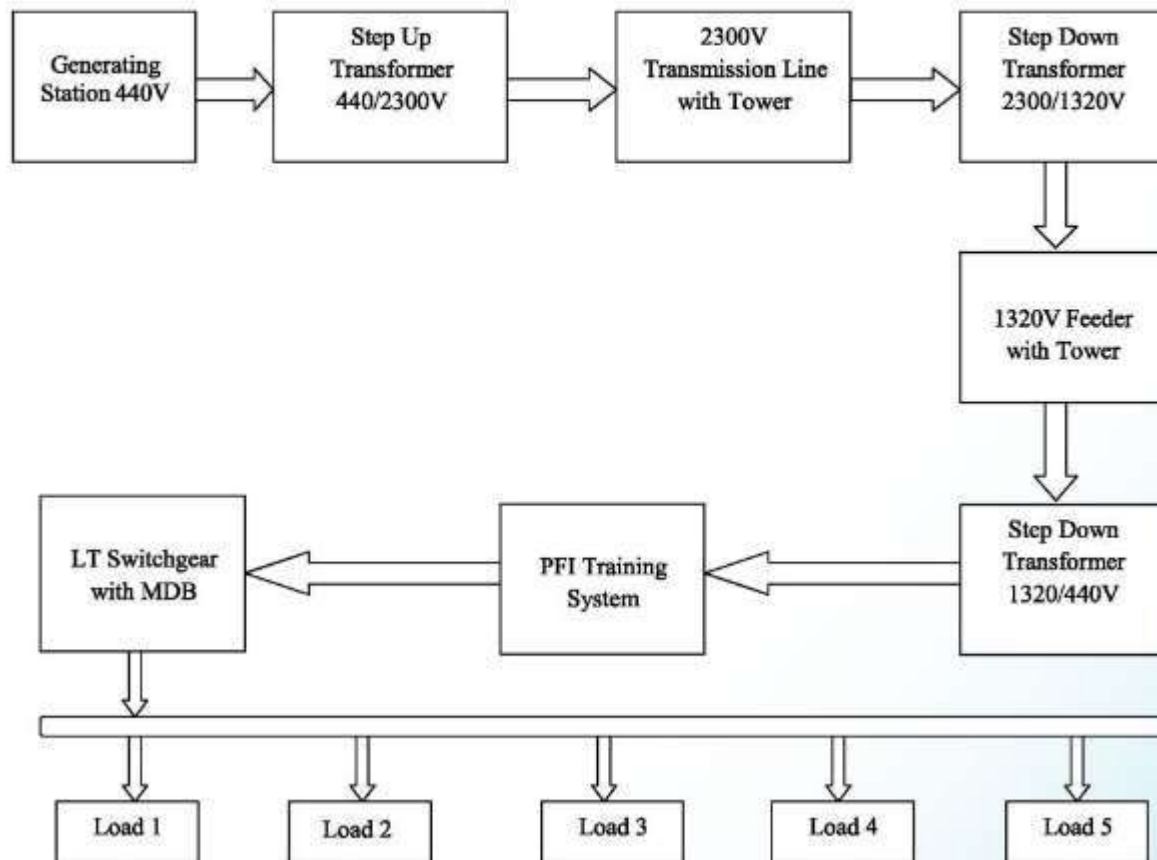 Generating
Station 440V
Step Up
Transformer
440/2300V
2300V
Transmission Line
with Tower
Step Down
Transformer
2300/1320V
1320V Feeder
with Tower
Step Down
Transformer
1320/440V
PFI Training
System
LT Switchgear
with MDB
Load 1
Load 2
Load 3
Load 4
Load 5